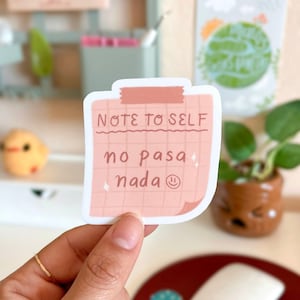 NOTE TO SELF
no pasa
nada